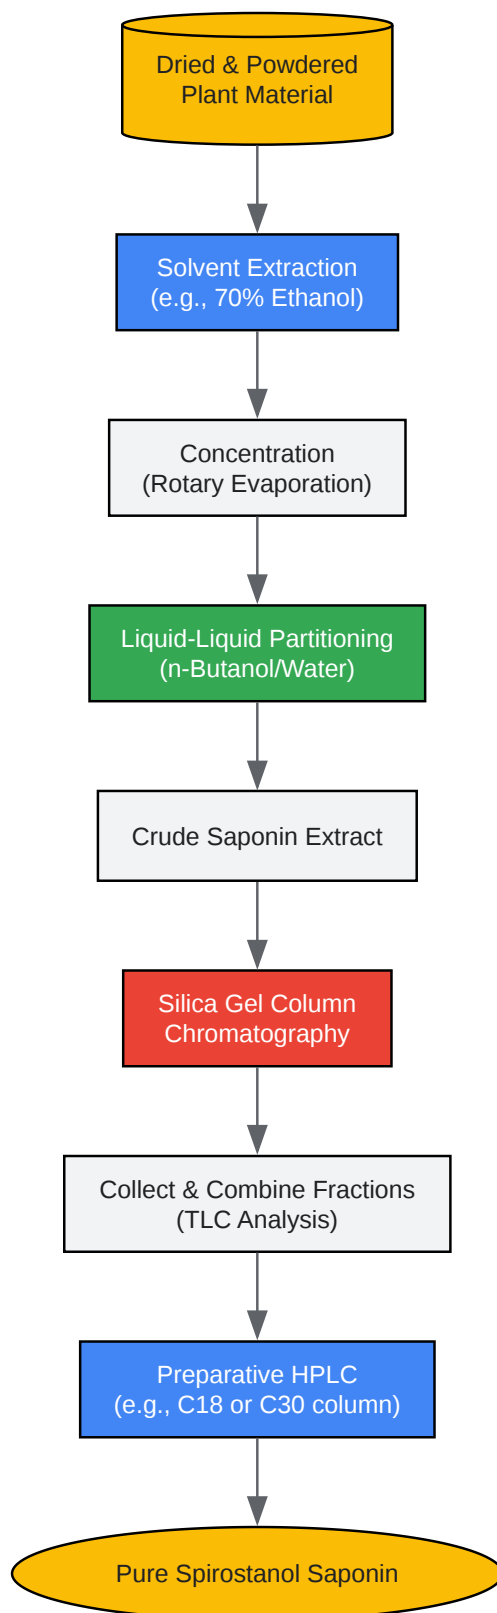 Dried & Powdered
Plant Material
Solvent Extraction
(e.g., 70% Ethanol)
Concentration
(Rotary Evaporation)
Liquid-Liquid Partitioning
(n-Butanol/Water)
Crude Saponin Extract
Silica Gel Column
Chromatography
Collect & Combine Fractions
(TLC Analysis)
Preparative HPLC
(e.g., C18 or C30 column)
Pure Spirostanol Saponin